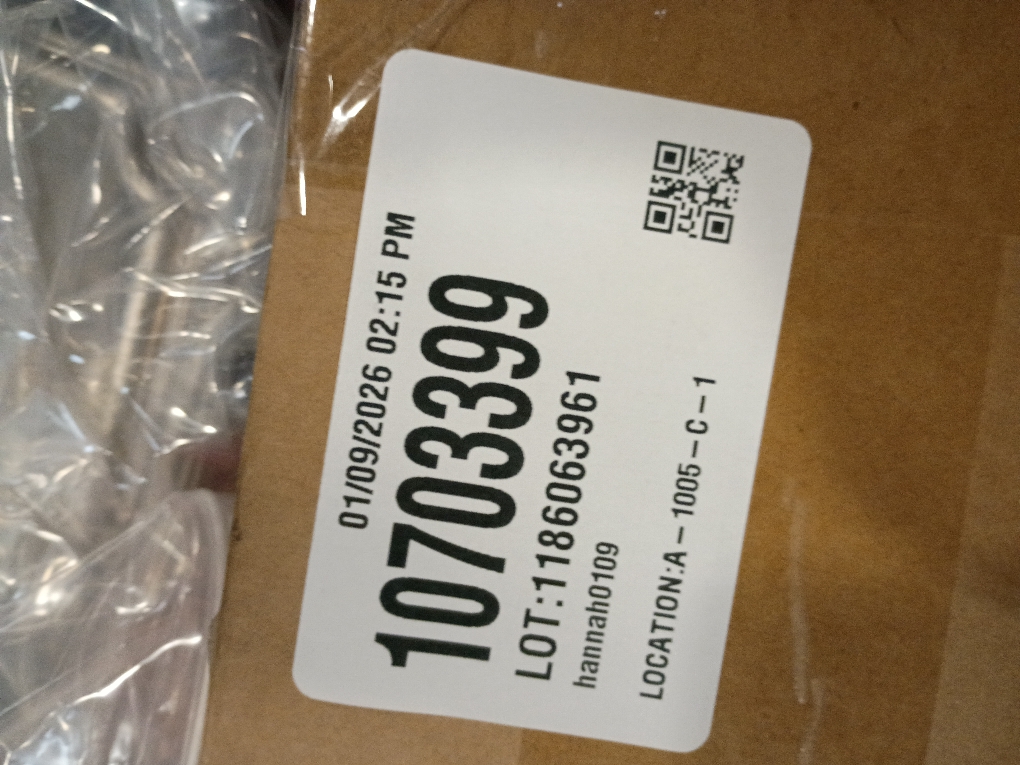 01/09/2026 02:15 PM
10703399
LOT:1186063961
hannah0109
LOCATION:A-1005-C-1